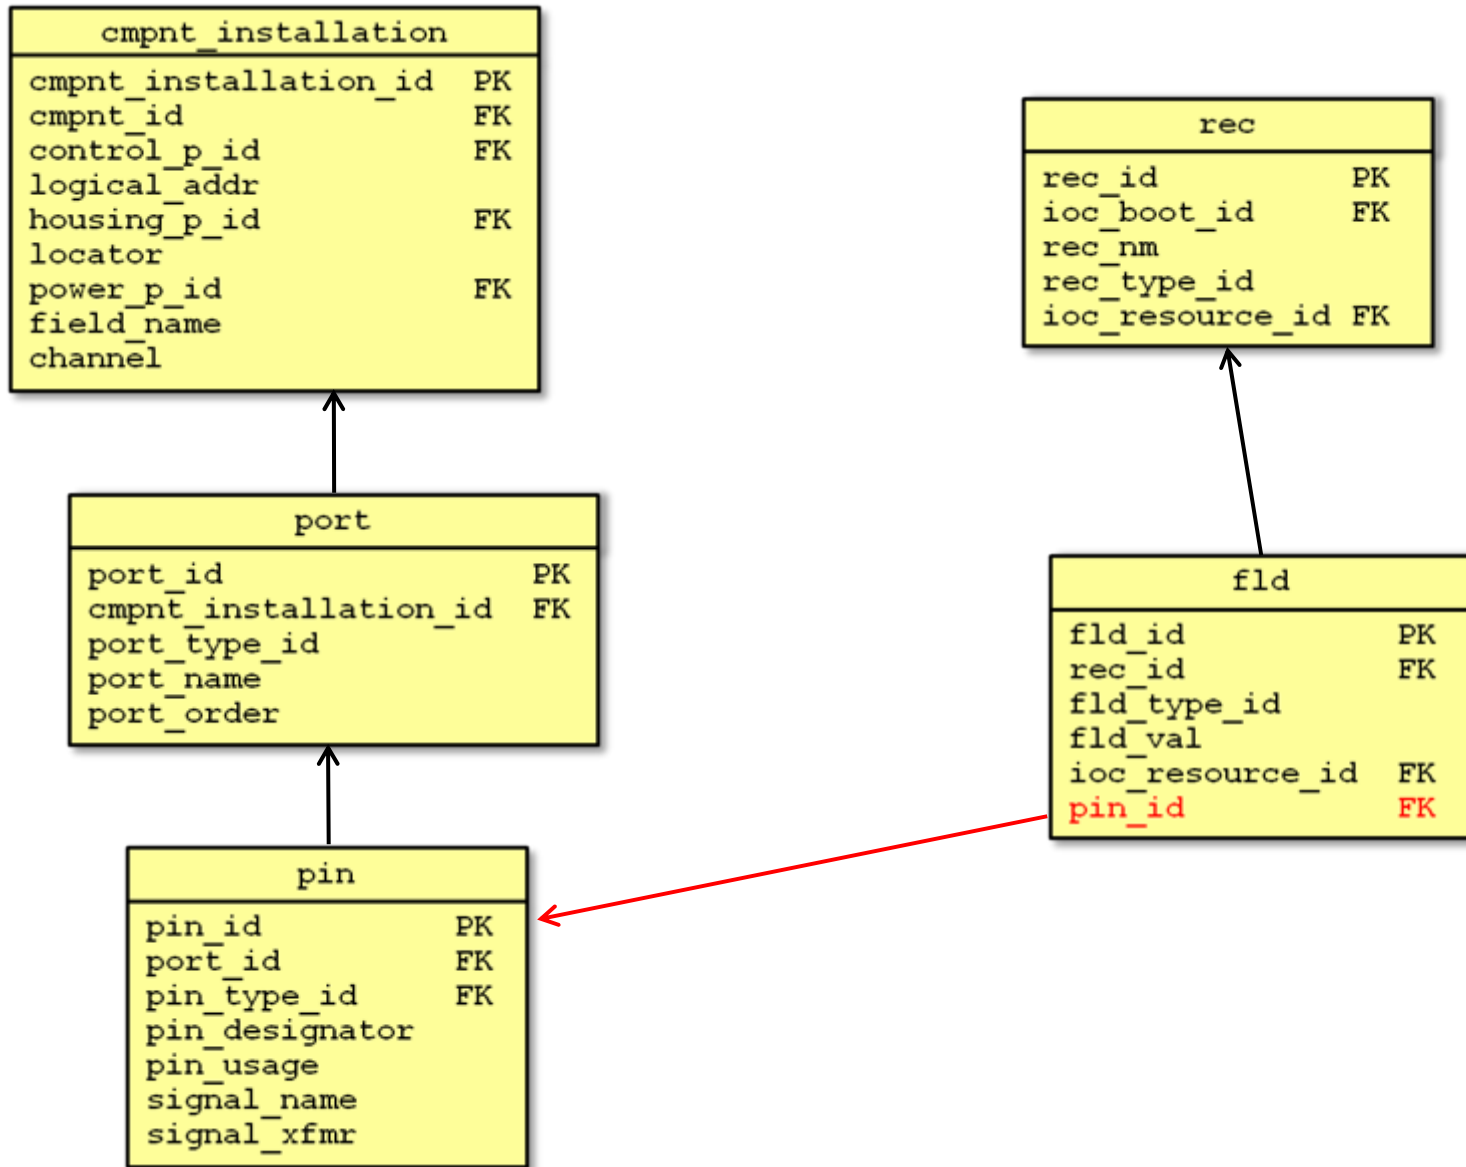 cmpnt_installation
cmpnt_installation_id PK
cmpnt_id FK
control_p_id FK
logical_addr
housing_p_id FK
locator
power_p_id FK
field_name
channel
rec
rec_id PK
ioc_boot_id FK
rec_nm
rec_type_id
ioc_resource_id FK
port
port_id PK
cmpnt_installation_id FK
port_type_id
port_name
port_order
fld
fld_id PK
rec_id FK
fld_type_id
fld_val
ioc_resource_id FK
pin_id FK
pin
pin_id PK
port_id FK
pin_type_id FK
pin_designator
pin_usage
signal_name
signal_xfmr